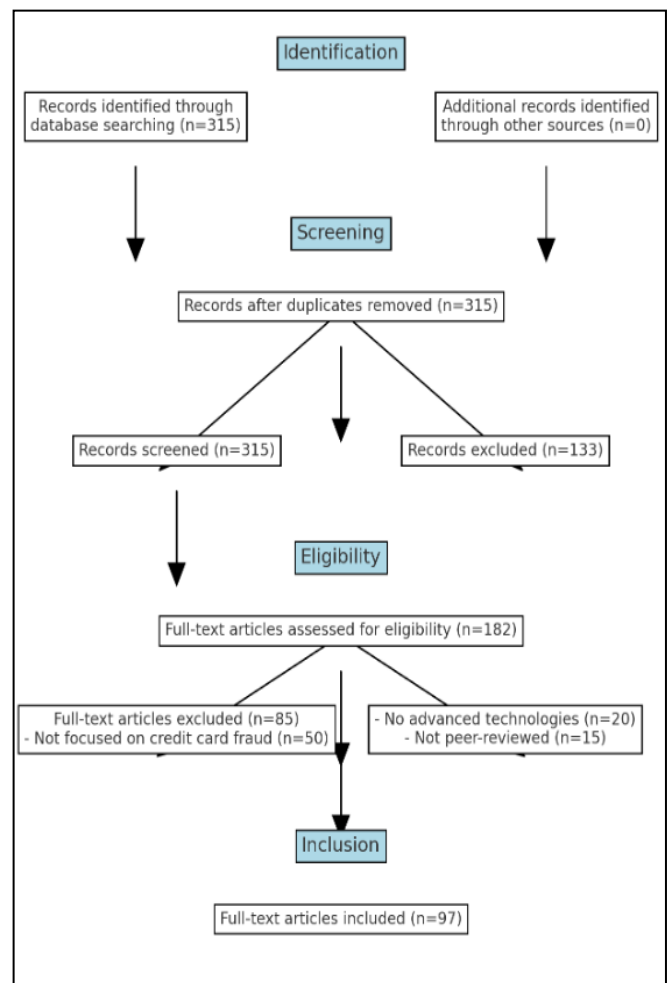 Identification
Records identified through
database searching (n=315)
Additional records identified
through other sources (n=0)
Screening
Records after duplicates removed (n=315)
Records screened (n=315)
Records excluded (n=133)
Eligibility
Full-text articles assessed for eligibility (n=182)
Full-text articles excluded (n=85)
- Not focused on credit card fraud (n=50)
- No advanced technologies (n=20)
- Not peer-reviewed (n=15)
Inclusion
Full-text articles included (n=97)